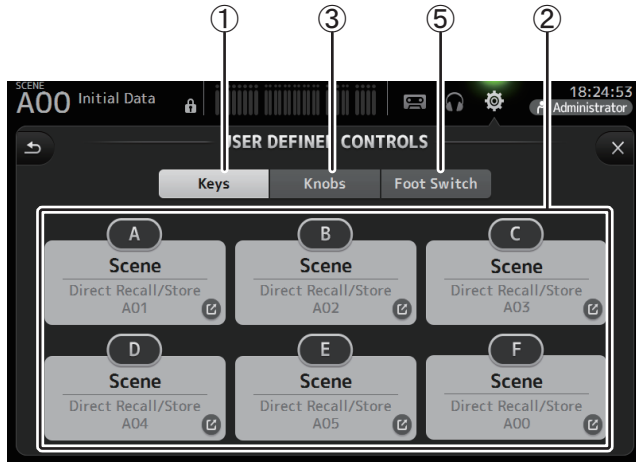 ① ③ ⑤ ②
SCENE
A00 Initial Data
18:24:53
Administrator
USER DEFINED CONTROLS
Keys Knobs Foot Switch
A B C
Scene Scene Scene
Direct Recall/Store Direct Recall/Store Direct Recall/Store
A01 A02 A03
D E F
Scene Scene Scene
Direct Recall/Store Direct Recall/Store Direct Recall/Store
A04 A05 A00